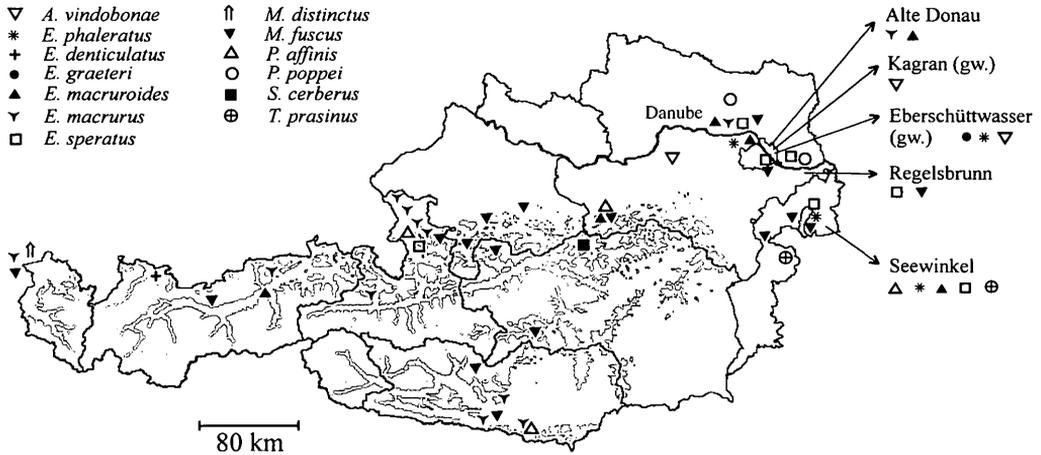 A. vindobonae
E. phaleratus
E. denticulatus
E. graeteri
E. macruroides
E. macrurus
E. speratus
M. distinctus
M. fuscus
P. affinis
P. poppei
S. cerberus
T. prasinus
Danube
Alte Donau
Kagran (gw.)
Eberschüttwasser
(gw.)
Regelsbrunn
Seewinkel
80 km